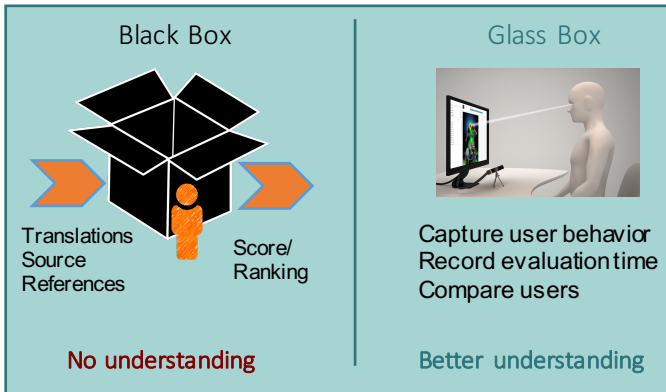 Black Box
Translations
Source
References
Score/
Ranking
No understanding
Glass Box
Capture user behavior
Record evaluation time
Compare users
Better understanding